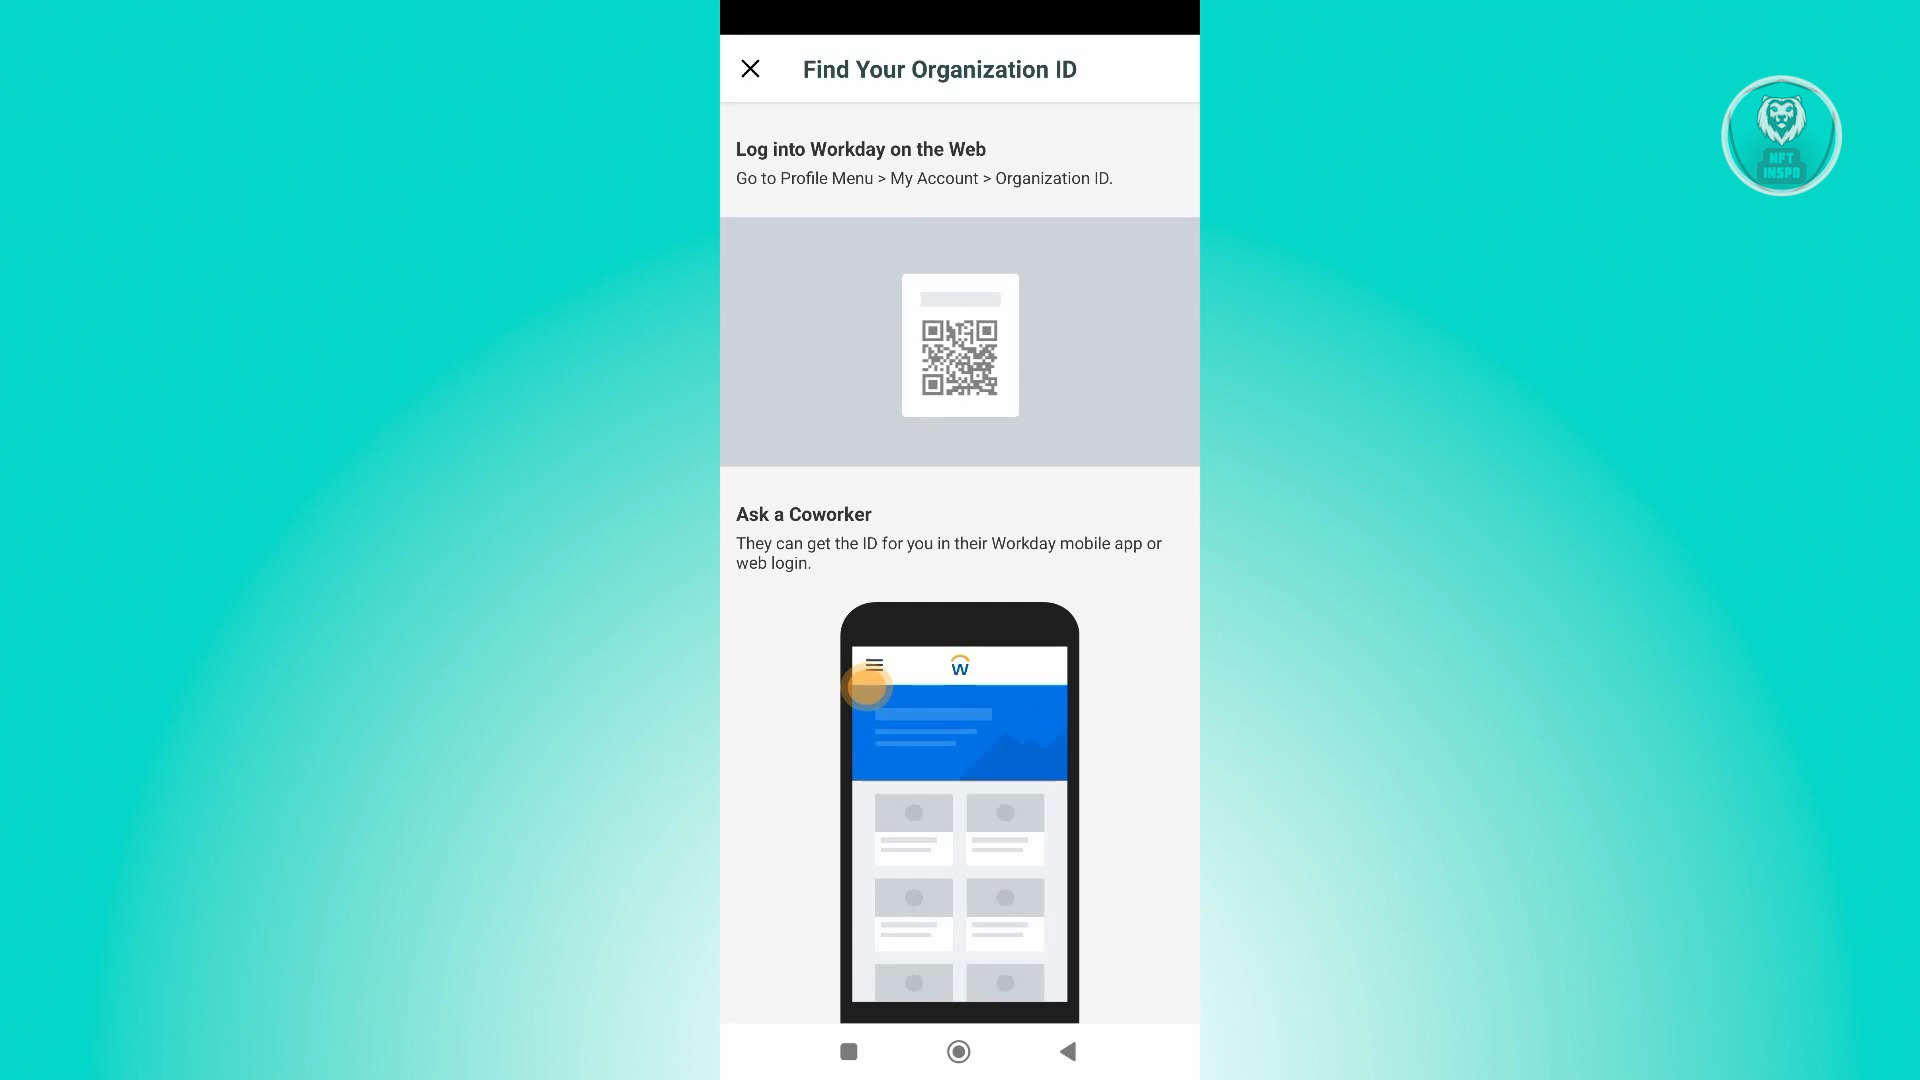 Find Your Organization ID
NFT
INSPO
Log into Workday on the Web
Go to Profile Menu > My Account > Organization ID.
Ask a Coworker
They can get the ID for you in their Workday mobile app or
web login.
W